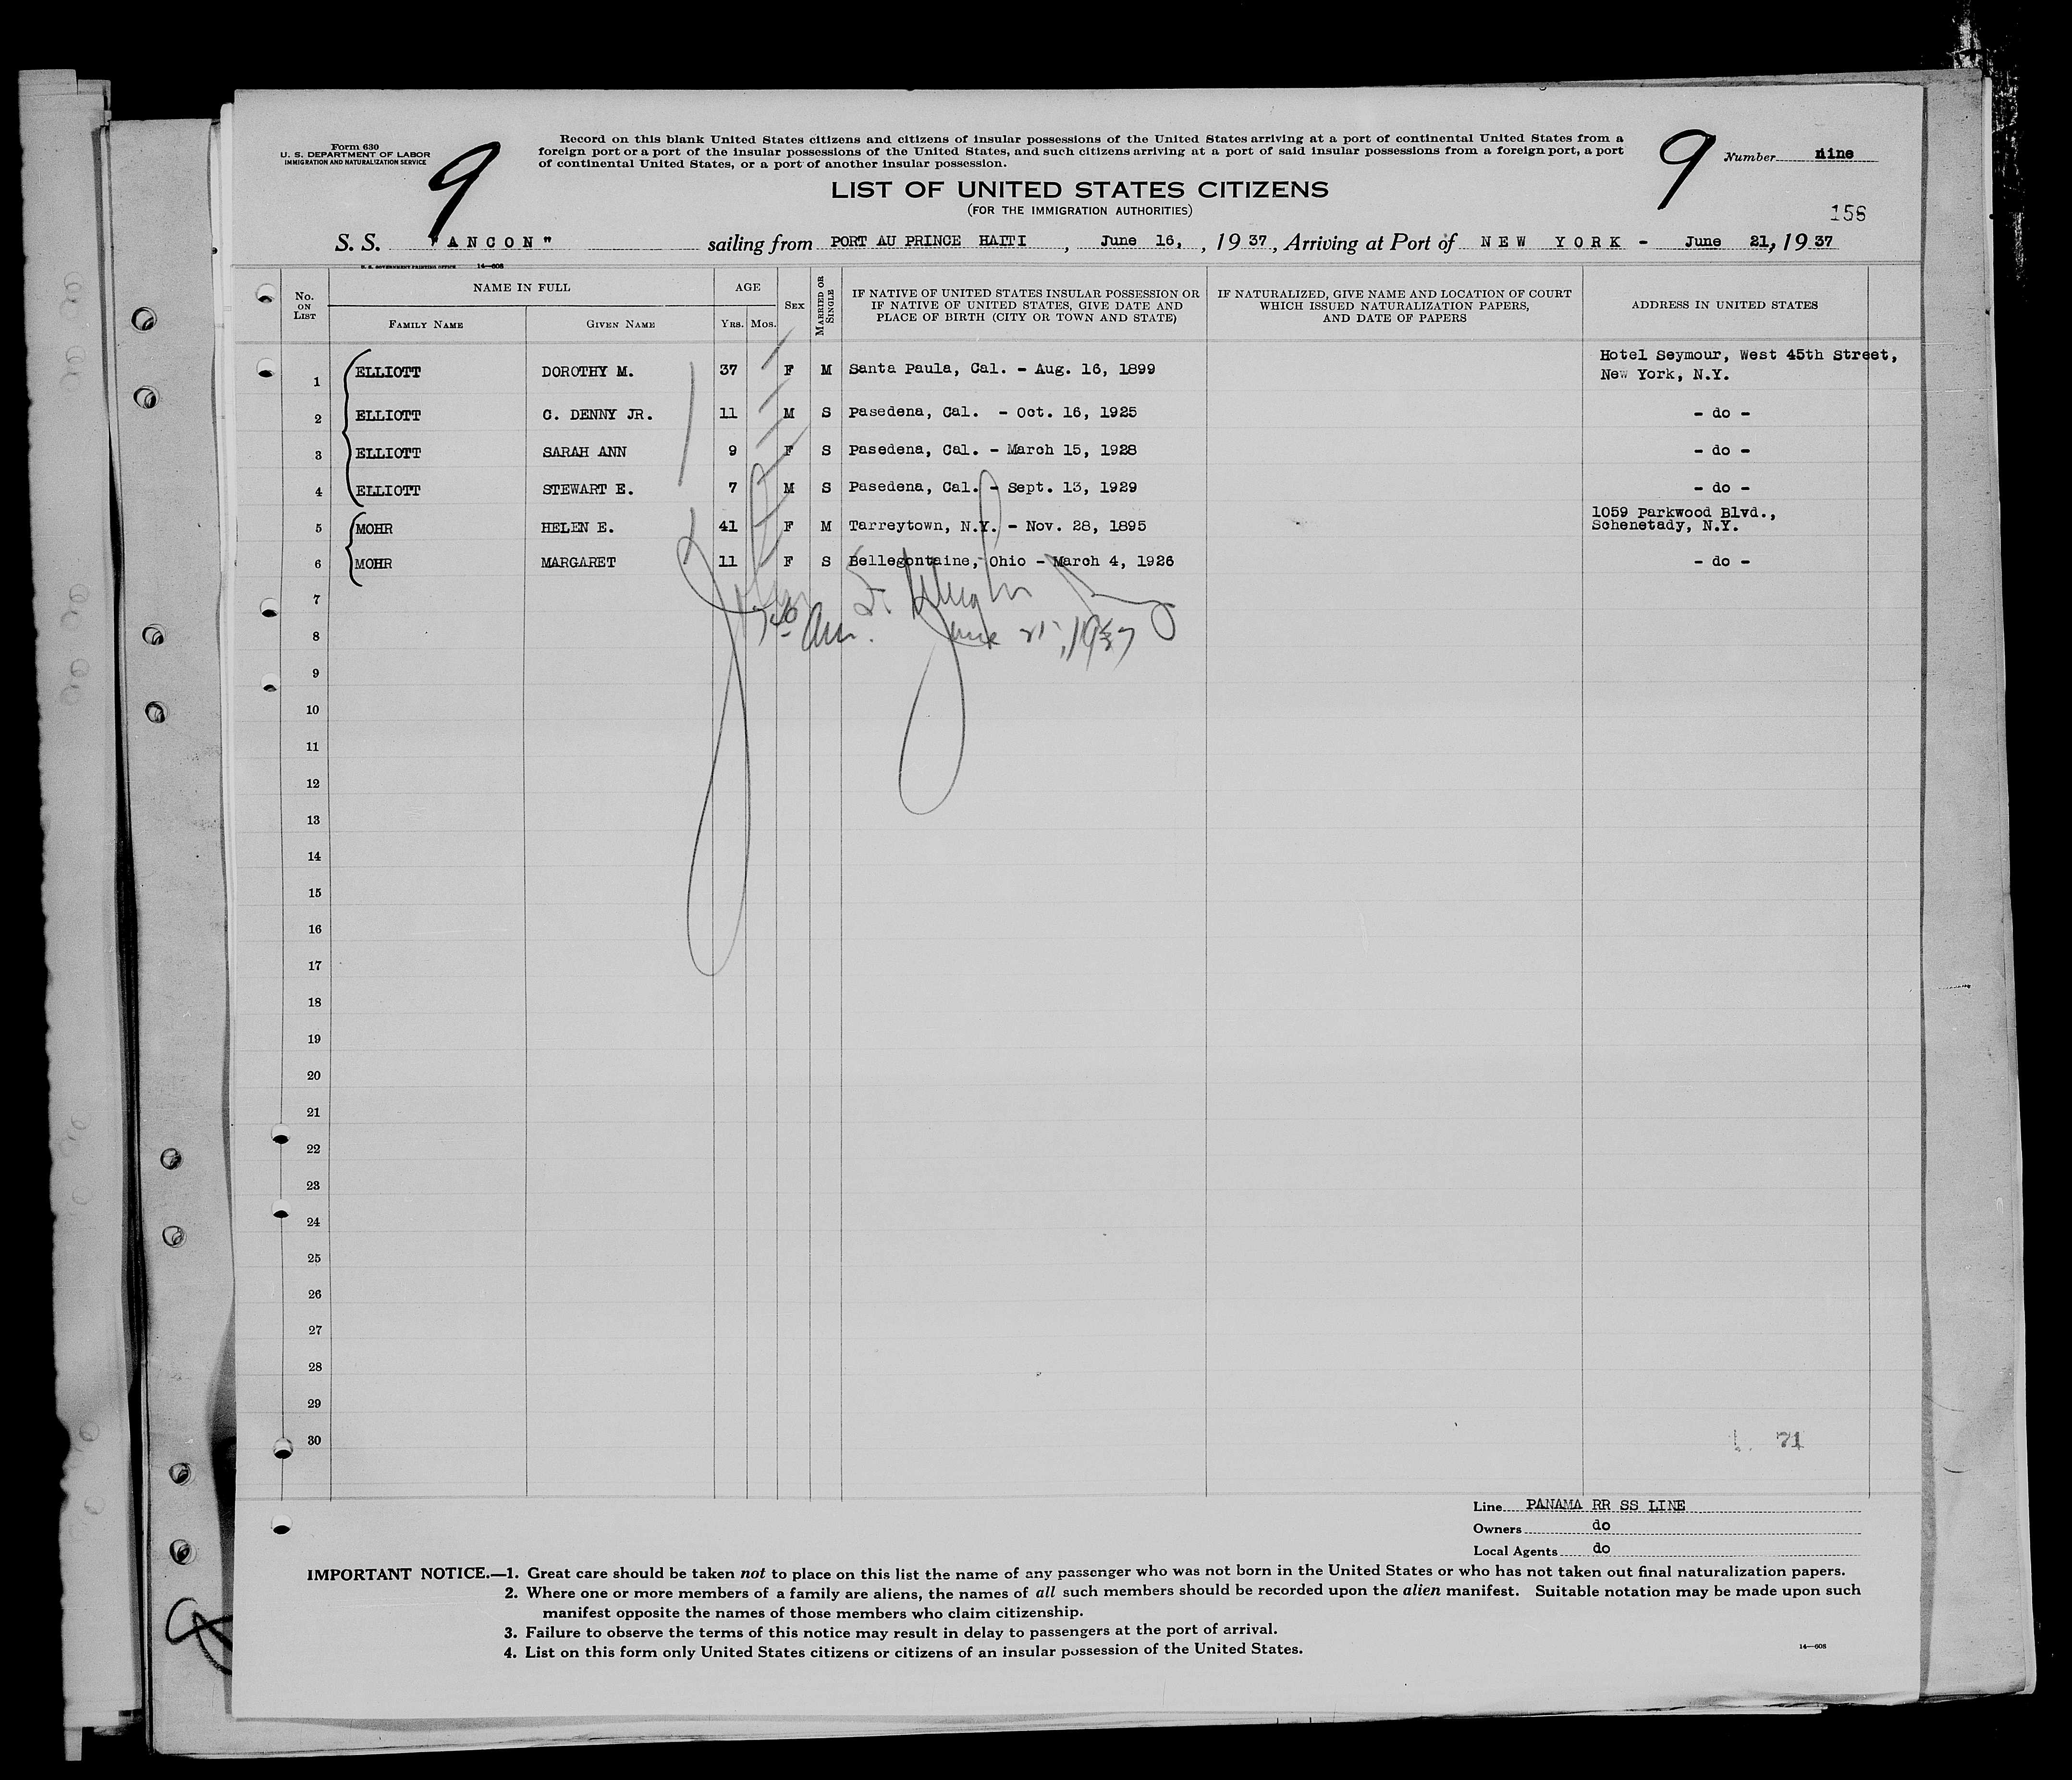 Form 630
U. S. DEPARTMENT OF LABOR
IMMIGRATION AND NATURALIZATION SERVICE
9
Record on this blank United States citizens and citizens of insular possessions of the United States arriving at a port of continental United States from a
foreign port or a port of the insular possessions of the United States, and such citizens arriving at a port of said insular possessions from a foreign port, a port
of continental United States, or a port of another insular possession.
9
Number nine
LIST OF UNITED STATES CITIZENS
(FOR THE IMMIGRATION AUTHORITIES)
156
S. S. "ANCON" sailing from PORT AU PRINCE HAITI, June 16, , 1937, Arriving at Port of NEW YORK - June 21, 1937
U. S. GOVERNMENT PRINTING OFFICE 14—608
No. ON LIST
NAME IN FULL
FAMILY NAME GIVEN NAME
AGE
YRS. MOS.
SEX
MARRIED OR SINGLE
IF NATIVE OF UNITED STATES INSULAR POSSESSION OR
IF NATIVE OF UNITED STATES, GIVE DATE AND
PLACE OF BIRTH (CITY OR TOWN AND STATE)
IF NATURALIZED, GIVE NAME AND LOCATION OF COURT
WHICH ISSUED NATURALIZATION PAPERS,
AND DATE OF PAPERS
ADDRESS IN UNITED STATES
1 ELLIOTT DOROTHY M. 37 F M Santa Paula, Cal. - Aug. 16, 1899 Hotel Seymour, West 45th Street,
New York, N.Y.
2 ELLIOTT C. DENNY JR. 11 M S Pasedena, Cal. - Oct. 16, 1925 - do -
3 ELLIOTT SARAH ANN 9 F S Pasedena, Cal. - March 15, 1928 - do -
4 ELLIOTT STEWART E. 7 M S Pasedena, Cal. - Sept. 13, 1929 - do -
5 MOHR HELEN E. 41 F M Tarreytown, N.Y. - Nov. 28, 1895 1059 Parkwood Blvd.,
Schenetady, N.Y.
6 MOHR MARGARET 11 F S Bellegontaine, Ohio - March 4, 1926 - do -
7
8 June 21, 1937
9
10
11
12
13
14
15
16
17
18
19
20
21
22
23
24
25
26
27
28
29
30
71
Line PANAMA RR SS LINE
Owners do
Local Agents do
IMPORTANT NOTICE.—1. Great care should be taken not to place on this list the name of any passenger who was not born in the United States or who has not taken out final naturalization papers.
2. Where one or more members of a family are aliens, the names of all such members should be recorded upon the alien manifest. Suitable notation may be made upon such
manifest opposite the names of those members who claim citizenship.
3. Failure to observe the terms of this notice may result in delay to passengers at the port of arrival.
4. List on this form only United States citizens or citizens of an insular possession of the United States.
14—608